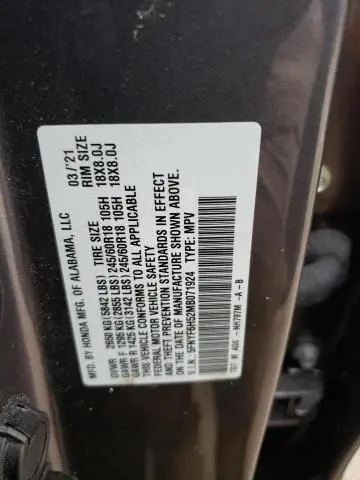 MFD. BY HONDA MFG. OF ALABAMA, LLC 03/'21
TIRE SIZE RIM SIZE
GVWR 2650 KG (5842 LBS)
GAWR F 1295 KG (2855 LBS) 245/60R18 105H 18X8.0J
GAWR R 1425 KG (3142 LBS) 245/60R18 105H 18X8.0J
THIS VEHICLE CONFORMS TO ALL APPLICABLE
FEDERAL MOTOR VEHICLE SAFETY
AND THEFT PREVENTION STANDARDS IN EFFECT
ON THE DATE OF MANUFACTURE SHOWN ABOVE.
V.I.N.: 5FNYF6H52MB071924 TYPE: MPV
NH797M -A -B